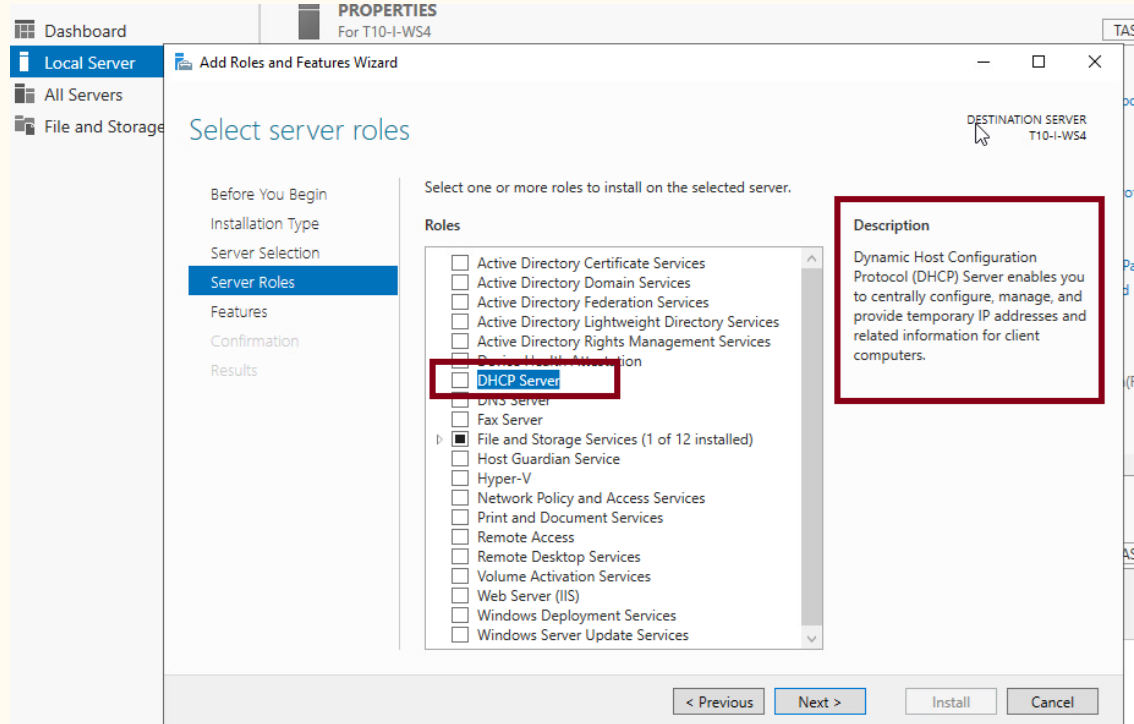 PROPERTIES
For T10-I-WS4
Dashboard
Local Server
All Servers
File and Storage
Add Roles and Features Wizard
Select server roles
DESTINATION SERVER
T10-I-WS4
Before You Begin
Installation Type
Server Selection
Server Roles
Features
Confirmation
Results
Select one or more roles to install on the selected server.
Roles
Active Directory Certificate Services
Active Directory Domain Services
Active Directory Federation Services
Active Directory Lightweight Directory Services
Active Directory Rights Management Services
Device Health Attestation
DHCP Server
DNS Server
Fax Server
File and Storage Services (1 of 12 installed)
Host Guardian Service
Hyper-V
Network Policy and Access Services
Print and Document Services
Remote Access
Remote Desktop Services
Volume Activation Services
Web Server (IIS)
Windows Deployment Services
Windows Server Update Services
Description
Dynamic Host Configuration
Protocol (DHCP) Server enables you
to centrally configure, manage, and
provide temporary IP addresses and
related information for client
computers.
< Previous
Next >
Install
Cancel